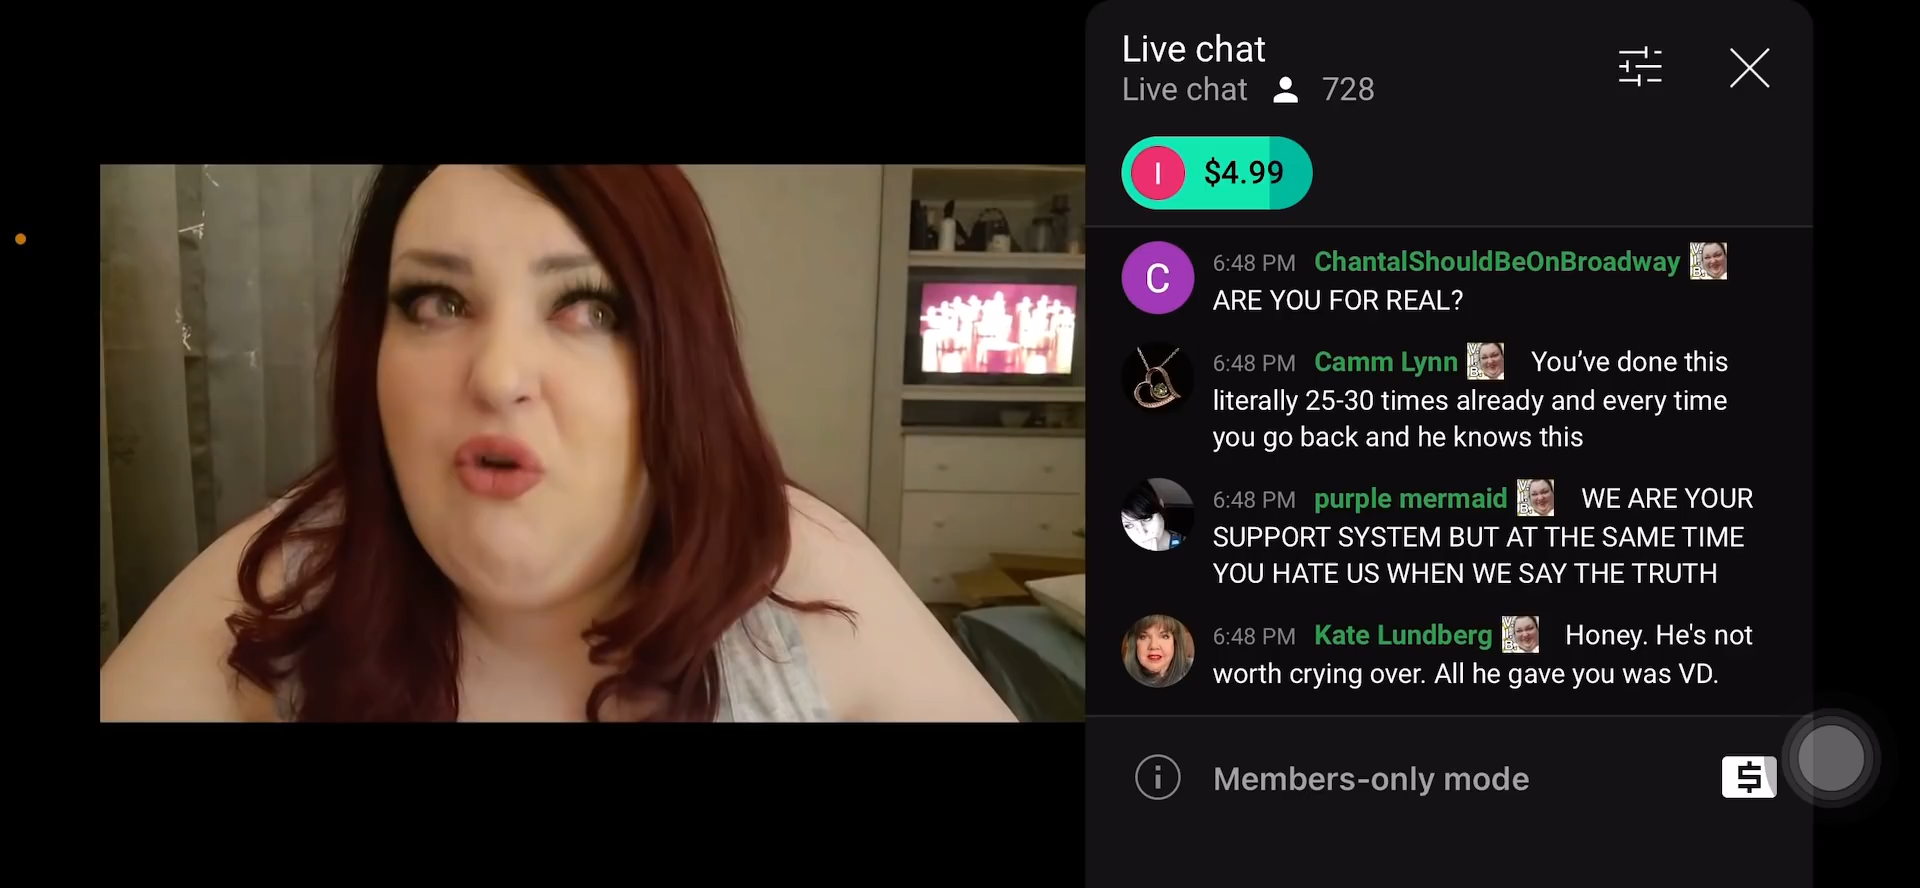 Live chat
Live chat 728
I $4.99
C 6:48 PM ChantalShouldBeOnBroadway
ARE YOU FOR REAL?
6:48 PM Camm Lynn You’ve done this
literally 25-30 times already and every time
you go back and he knows this
6:48 PM purple mermaid WE ARE YOUR
SUPPORT SYSTEM BUT AT THE SAME TIME
YOU HATE US WHEN WE SAY THE TRUTH
6:48 PM Kate Lundberg Honey. He's not
worth crying over. All he gave you was VD.
Members-only mode